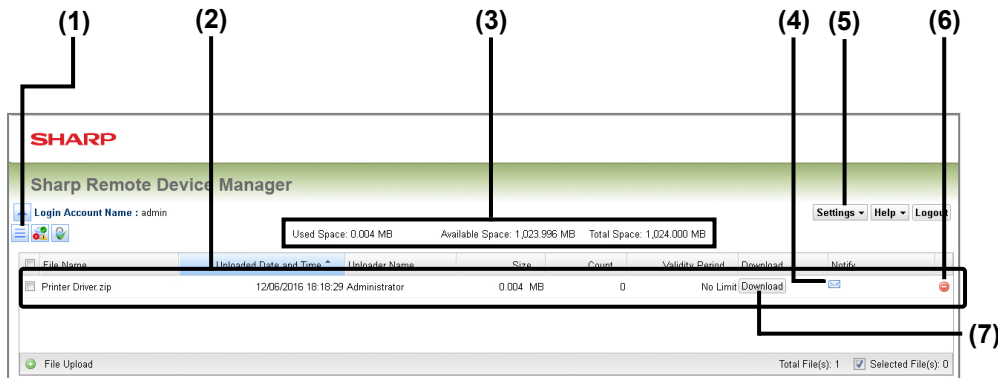 (1) (2) (3) (4) (5) (6)
SHARP
Sharp Remote Device Manager
Login Account Name : admin Settings Help Logout
Used Space: 0.004 MB Available Space: 1,023.996 MB Total Space: 1,024.000 MB
File Name Uploaded Date and Time Uploader Name Size Count Validity Period Download Notify
Printer Driver.zip 12/06/2016 18:18:29 Administrator 0.004 MB 0 No Limit Download
(7)
File Upload Total File(s): 1 Selected File(s): 0